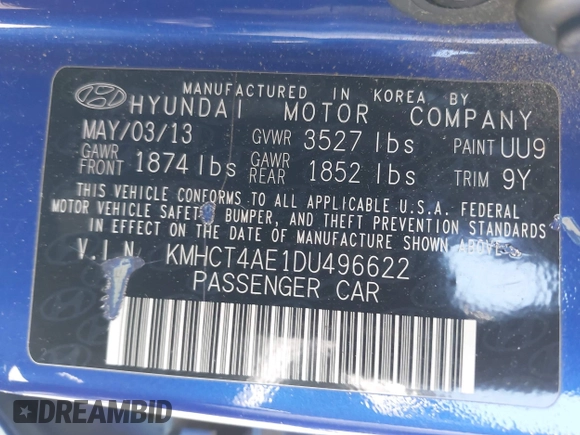 MANUFACTURED IN KOREA BY
HYUNDAI MOTOR COMPANY
MAY/03/13 GVWR 3527 lbs PAINT UU9
GAWR FRONT 1874 lbs GAWR REAR 1852 lbs TRIM 9Y
THIS VEHICLE CONFORMS TO ALL APPLICABLE U.S.A. FEDERAL
MOTOR VEHICLE SAFETY BUMPER, AND THEFT PREVENTION STANDARDS
IN EFFECT ON THE DATE OF MANUFACTURE SHOWN ABOVE.
V.I.N. KMHCT4AE1DU496622
PASSENGER CAR
DREAMBID